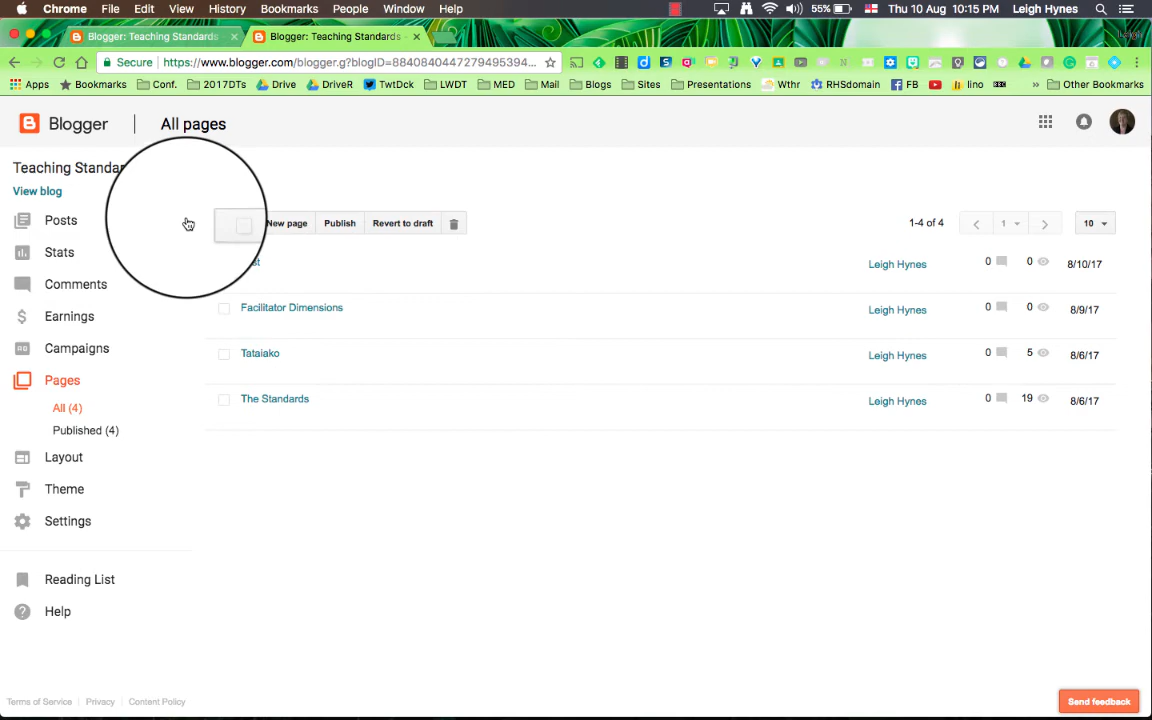 Chrome File Edit View History Bookmarks People Window Help 55% Thu 10 Aug 10:15 PM Leigh Hynes
Blogger: Teaching Standards Blogger: Teaching Standards
Secure https://www.blogger.com/blogger.g?blogID=8840840447279495394...
Apps Bookmarks Conf. 2017DTs Drive DriveR TwtDck LWDT MED Mail Blogs Sites Presentations Wthr RHSdomain FB lino Other Bookmarks
Blogger All pages
Teaching Standar
View blog
Posts
Stats
Comments
Earnings
Campaigns
Pages
All (4)
Published (4)
Layout
Theme
Settings
Reading List
Help
New page Publish Revert to draft 1-4 of 4 1 10
Leigh Hynes 0 0 8/10/17
Facilitator Dimensions Leigh Hynes 0 0 8/9/17
Tataiako Leigh Hynes 0 5 8/6/17
The Standards Leigh Hynes 0 19 8/6/17
Terms of Service Privacy Content Policy
Send feedback